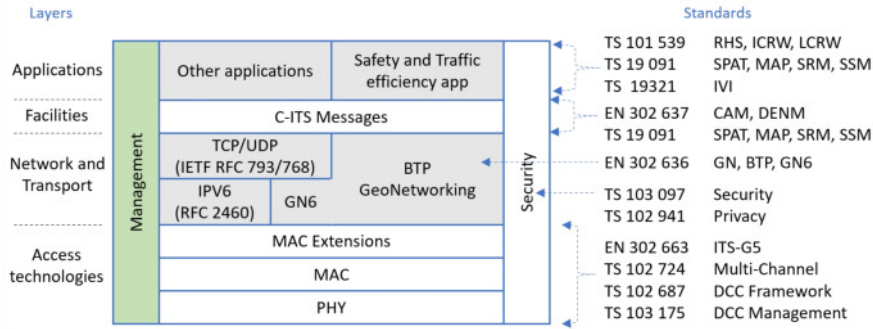 Layers
Standards
Applications
Facilities
Network and
Transport
Access
technologies
Management
Other applications
Safety and Traffic
efficiency app
C-ITS Messages
TCP/UDP
(IETF RFC 793/768)
IPV6
(RFC 2460)
GN6
BTP
GeoNetworking
MAC Extensions
MAC
PHY
Security
TS 101 539 RHS, ICRW, LCRW
TS 19 091 SPAT, MAP, SRM, SSM
TS 19321 IVI
EN 302 637 CAM, DENM
TS 19 091 SPAT, MAP, SRM, SSM
EN 302 636 GN, BTP, GN6
TS 103 097 Security
TS 102 941 Privacy
EN 302 663 ITS-G5
TS 102 724 Multi-Channel
TS 102 687 DCC Framework
TS 103 175 DCC Management